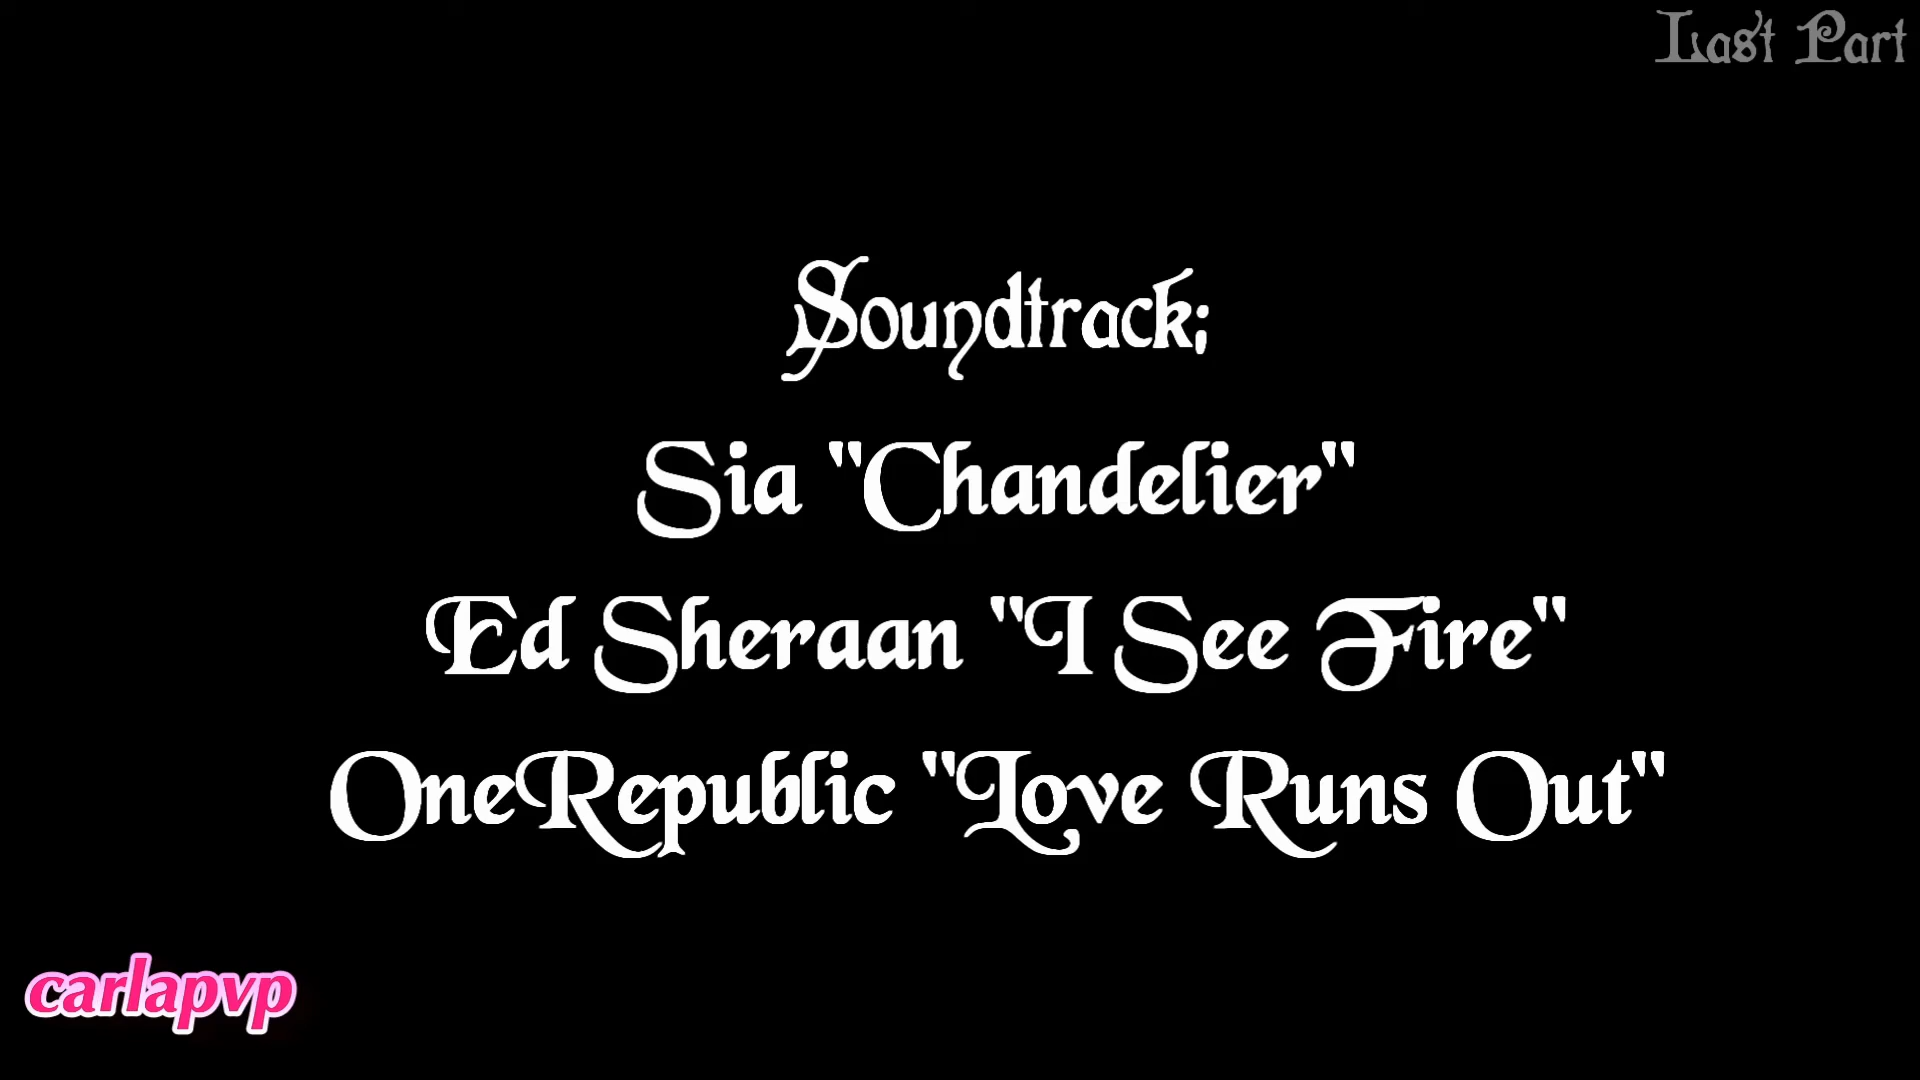 Last Part
Soundtrack;
Sia "Chandelier"
Ed Sheraan "I See Fire"
OneRepublic "Love Runs Out"
carlapvp